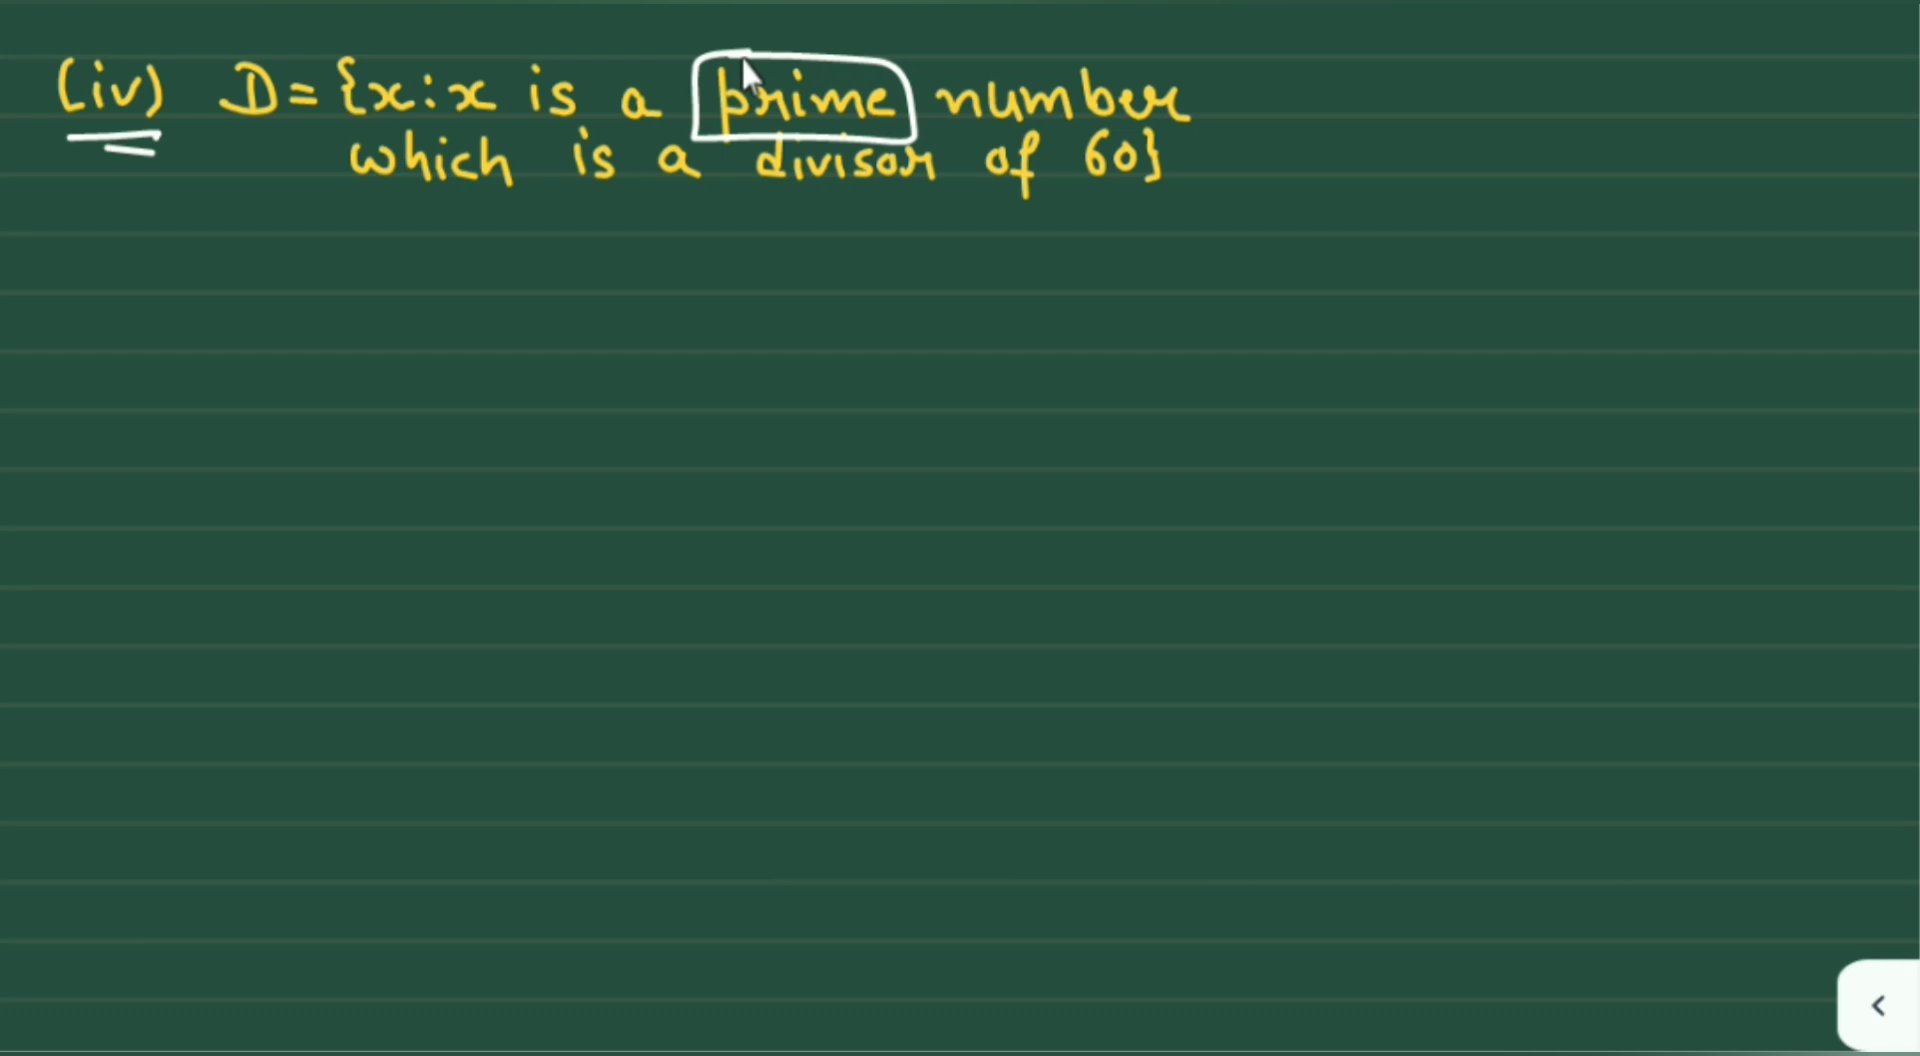 (iv) D = {x : x is a prime number
which is a divisor of 60}